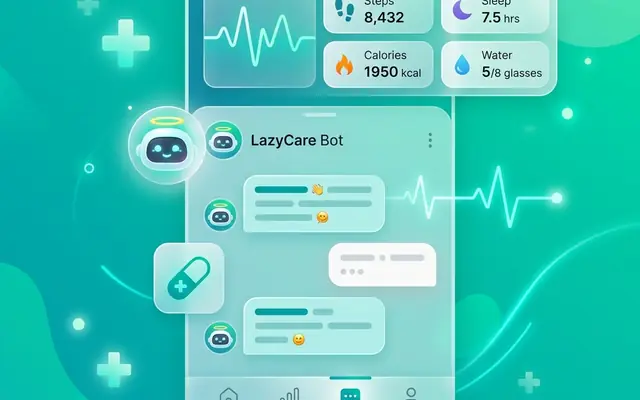 Steps
8,432
Sleep
7.5 hrs
Calories
1950 kcal
Water
5/8 glasses
LazyCare Bot